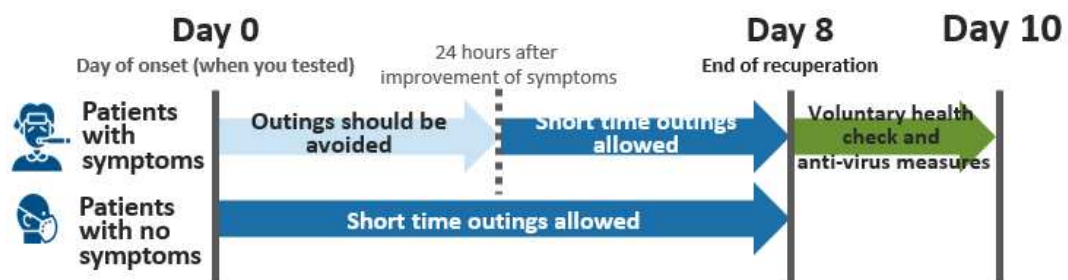 Day 0
Day 8
Day 10
Day of onset (when you tested)
24 hours after
improvement of symptoms
End of recuperation
Patients
with
symptoms
Outings should be
avoided
Short time outings
allowed
Voluntary health
check and
anti-virus measures
Patients
with no
symptoms
Short time outings allowed